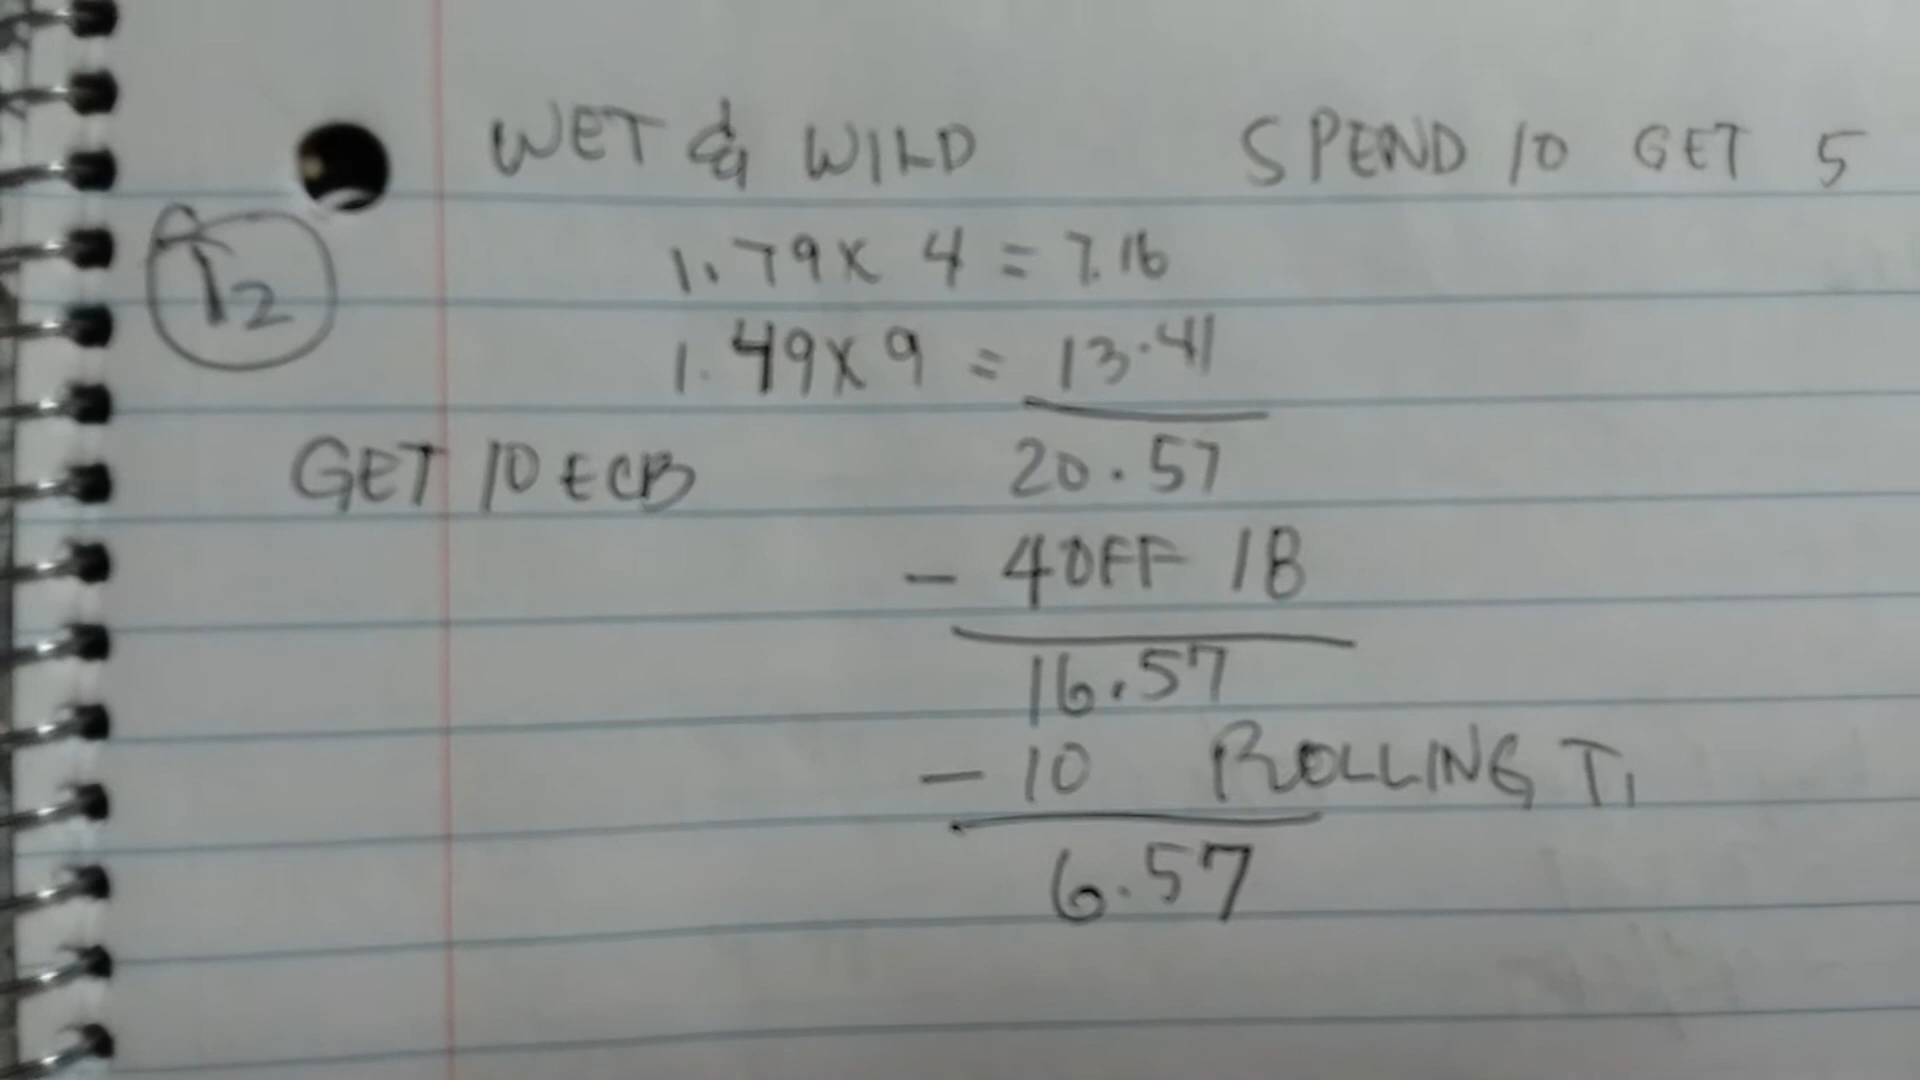 WET & WILD SPEND 10 GET 5
T2
1.79 x 4 = 7.16
1.49 x 9 = 13.41
GET 10 ECB 20.57
- 4 OFF 18
16.57
- 10 ROLLING T1
6.57